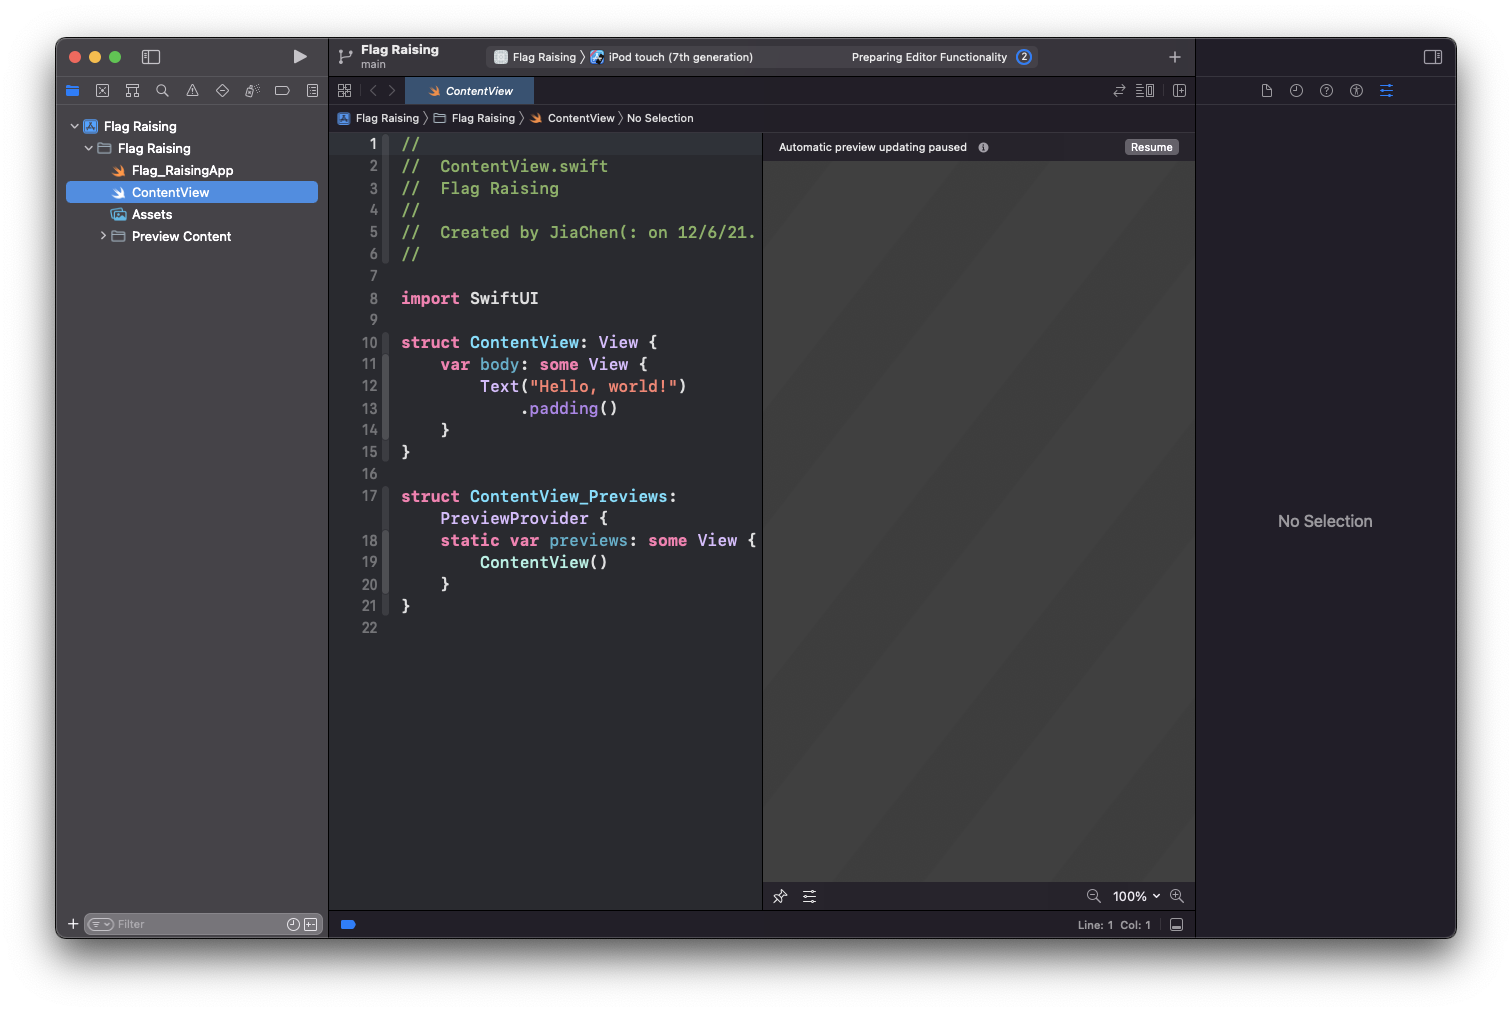 Flag Raising
main
Flag Raising
iPod touch (7th generation)
Preparing Editor Functionality
2
ContentView
Flag Raising
Flag Raising
ContentView
No Selection
Flag Raising
Flag Raising
Flag_RaisingApp
ContentView
Assets
Preview Content
Filter
1 //
2 //  ContentView.swift
3 //  Flag Raising
4 //
5 //  Created by JiaChen(: on 12/6/21.
6 //
7
8 import SwiftUI
9
10 struct ContentView: View {
11     var body: some View {
12         Text("Hello, world!")
13             .padding()
14     }
15 }
16
17 struct ContentView_Previews:
    PreviewProvider {
18     static var previews: some View {
19         ContentView()
20     }
21 }
22
Automatic preview updating paused
Resume
100%
Line: 1  Col: 1
No Selection